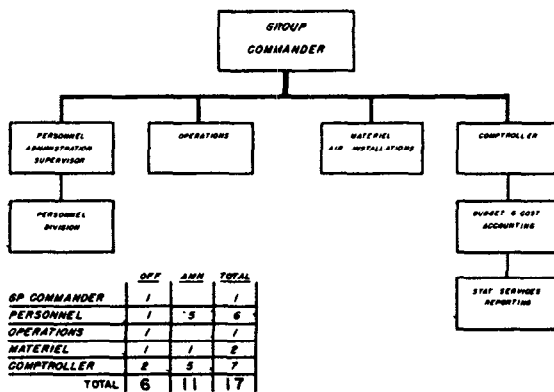 GROUP
COMMANDER
PERSONNEL
ADMINISTRATION
SUPERVISOR
OPERATIONS
MATERIEL
AIR INSTALLATIONS
COMPTROLLER
PERSONNEL
DIVISION
BUDGET & COST
ACCOUNTING
STAT SERVICES
REPORTING
OFF AMN TOTAL
GP COMMANDER 1 1
PERSONNEL 1 5 6
OPERATIONS 1 1
MATERIEL 1 1 2
COMPTROLLER 2 5 7
TOTAL 6 11 17